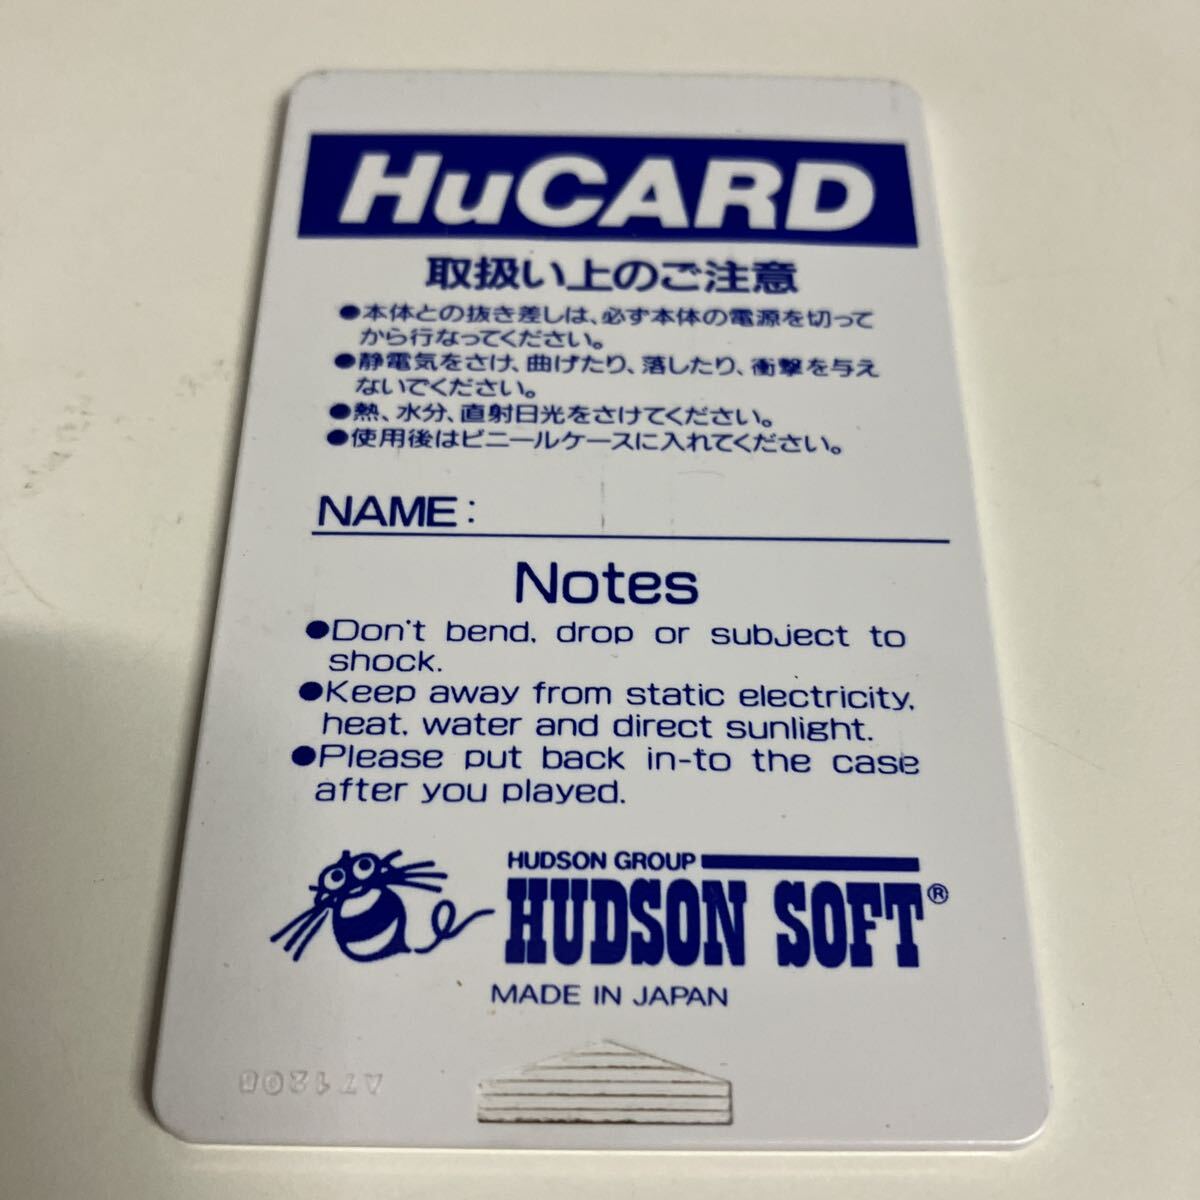 HuCARD
取扱い上のご注意
●本体との抜き差しは、必ず本体の電源を切って
から行なってください。
●静電気をさけ、曲げたり、落したり、衝撃を与え
ないでください。
●熱、水分、直射日光をさけてください。
●使用後はビニールケースに入れてください。
NAME:
Notes
●Don't bend, drop or subject to
shock.
●Keep away from static electricity,
heat, water and direct sunlight.
●Please put back in-to the case
after you played.
HUDSON GROUP
HUDSON SOFT®
MADE IN JAPAN